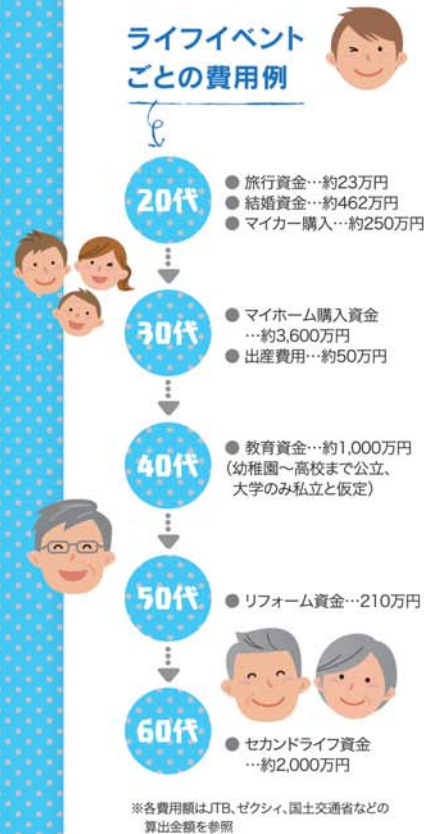 ライフイベント
ごとの費用例
20代
● 旅行資金…約23万円
● 結婚資金…約462万円
● マイカー購入…約250万円
30代
● マイホーム購入資金
…約3,600万円
● 出産費用…約50万円
40代
● 教育資金…約1,000万円
(幼稚園～高校まで公立、
大学のみ私立と仮定)
50代
● リフォーム資金…210万円
60代
● セカンドライフ資金
…約2,000万円
※各費用額はJTB、ゼクシィ、国土交通省などの
算出金額を参照